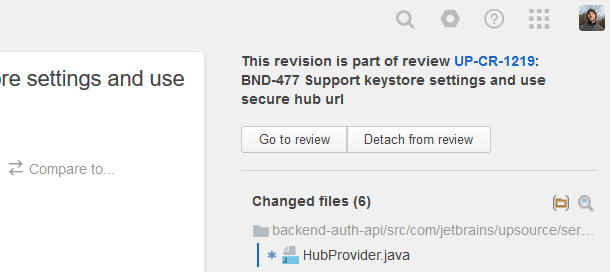 re settings and use
Compare to...
This revision is part of review UP-CR-1219:
BND-477 Support keystore settings and use
secure hub url
Go to review
Detach from review
Changed files (6)
backend-auth-api/src/com/jetbrains/upsource/ser...
HubProvider.java